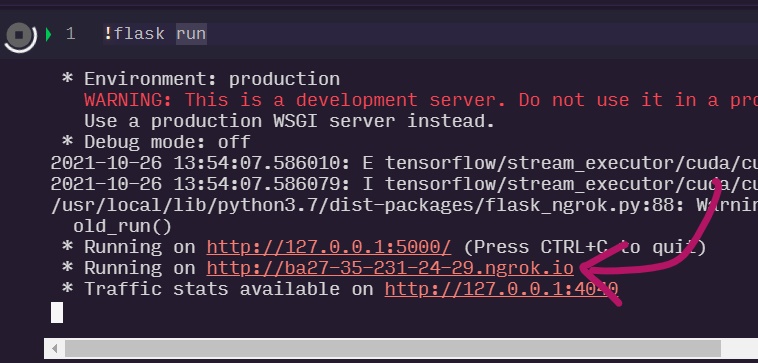 1 !flask run
* Environment: production
WARNING: This is a development server. Do not use it in a
Use a production WSGI server instead.
* Debug mode: off
2021-10-26 13:54:07.586010: E tensorflow/stream_executor/cuda/cu
2021-10-26 13:54:07.586079: I tensorflow/stream_executor/cuda/cu
/usr/local/lib/python3.7/dist-packages/flask_ngrok.py:88:
old_run()
* Running on http://127.0.0.1:5000/ (Press CTRL+C to quit)
* Running on http://ba27-35-231-24-29.ngrok.io
* Traffic stats available on http://127.0.0.1:4040